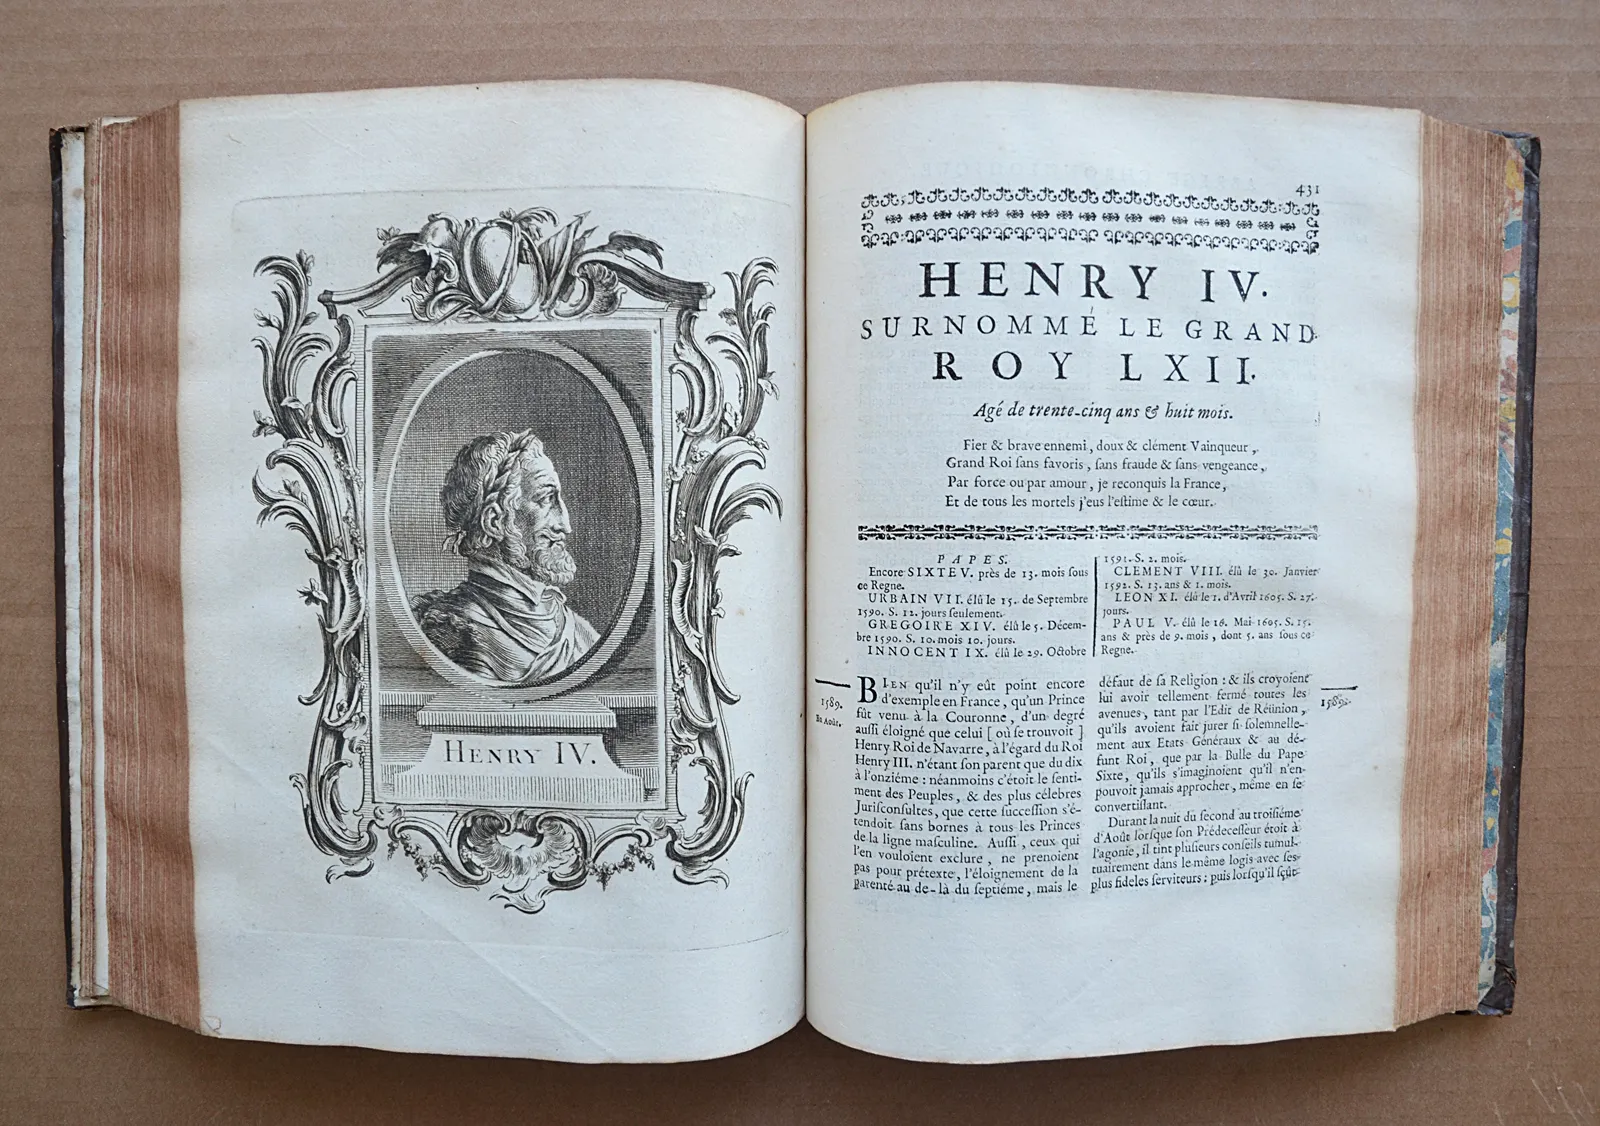 HENRY IV.
431
HENRY IV.
SURNOMMÉ LE GRAND.
ROY LXII.
Agé de trente-cinq ans & huit mois.
Fier & brave ennemi, doux & clément Vainqueur,
Grand Roi ſans favoris, ſans fraude & ſans vengeance,
Par force ou par amour, je reconquis la France,
Et de tous les mortels j'eus l'eſtime & le cœur.
PAPES.
Encore SIXTE V. près de 13. mois ſous
ce Regne.
URBAIN VII. élû le 15. de Septembre
1590. S. 12. jours ſeulement.
GREGOIRE XIV. élû le 5. Décem-
bre 1590. S. 10. mois 10. jours.
INNOCENT IX. élû le 29. Octobre
1591. S. 2. mois.
CLEMENT VIII. élû le 30. Janvier
1592. S. 13. ans & 1. mois.
LEON XI. élû le 1. d'Avril 1605. S. 27.
jours.
PAUL V. élû le 16. Mai 1605. S. 15.
ans & près de 9. mois, dont 5. ans ſous ce
Regne.
1589.
en Août.
BIEN qu'il n'y eût point encore
d'exemple en France, qu'un Prince
fût venu à la Couronne, d'un degré
auſſi éloigné que celui [ où ſe trouvoit ]
Henry Roi de Navarre, à l'égard du Roi
Henry III. n'étant ſon parent que du dix
à l'onziéme : néanmoins c'étoit le ſenti-
ment des Peuples, & des plus célébres
Juriſconſultes, que cette ſucceſſion s'é-
tendoit ſans bornes à tous les Princes
de la ligne maſculine. Auſſi, ceux qui
l'en vouloient exclure, ne prenoient
pas pour prétexte, l'éloignement de la
parenté au de-là du ſeptiéme, mais le
défaut de ſa Religion : & ils croyoient
lui avoir tellement fermé toutes les
avenues, tant par l'Edit de Réünion,
qu'ils avoient fait jurer ſi ſolemnelle-
ment aux Etats Généraux & au dé-
funt Roi, que par la Bulle du Pape
Sixte, qu'ils s'imaginoient qu'il n'en
pouvoit jamais approcher, même en ſe
convertiſſant.
Durant la nuit du ſecond au troiſiéme
d'Août lorſque ſon Prédeceſſeur étoit à
l'agonie, il tint pluſieurs conſeils tumul-
tuairement dans le même logis avec ſes
plus fideles ſerviteurs : puis lorſqu'il ſçût
1589.